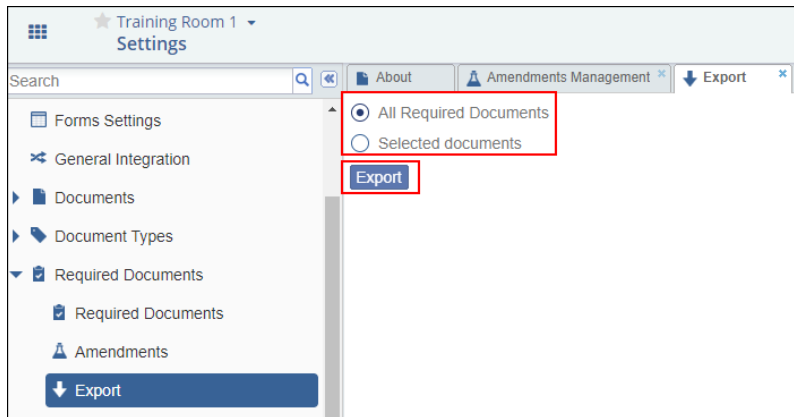 Training Room 1
Settings
Search
About
Amendments Management
Export
Forms Settings
General Integration
Documents
Document Types
Required Documents
Required Documents
Amendments
Export
All Required Documents
Selected documents
Export